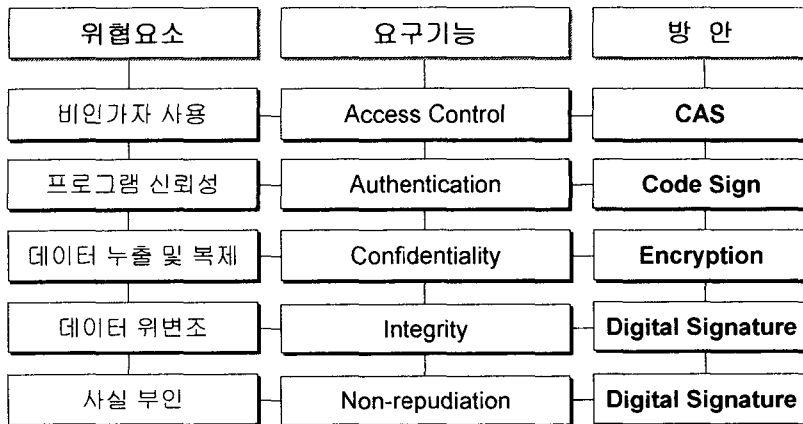 위협요소 요구기능 방 안
비인가자 사용 Access Control CAS
프로그램 신뢰성 Authentication Code Sign
데이터 누출 및 복제 Confidentiality Encryption
데이터 위변조 Integrity Digital Signature
사실 부인 Non-repudiation Digital Signature